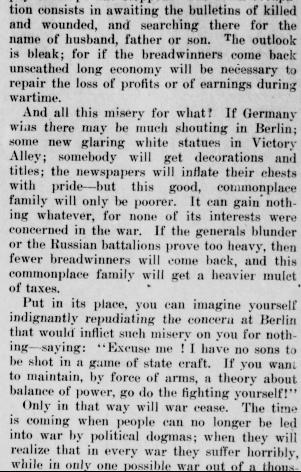 tion consists in awaiting the bulletins of killed
and wounded, and searching there for the
name of husband, father or son. The outlook
is bleak; for if the breadwinners come back
unscathed long economy will be necessary to
repair the loss of profits or of earnings during
wartime.
And all this misery for what? If Germany
wins there may be much shouting in Berlin;
some new glaring white statues in Victory
Alley; somebody will get decorations and
titles; the newspapers will inflate their chests
with pride—but this good, commonplace
family will only be poorer. It can gain noth-
ing whatever, for none of its interests were
concerned in the war. If the generals blunder
or the Russian battalions prove too heavy, then
fewer breadwinners will come back, and this
commonplace family will get a heavier mulct
of taxes.
Put in its place, you can imagine yourself
indignantly repudiating the concern at Berlin
that would inflict such misery on you for noth-
ing—saying: "Excuse me ! I have no sons to
be shot in a game of state craft. If you want
to maintain, by force of arms, a theory about
balance of power, go do the fighting yourself!"
Only in that way will war cease. The time
is coming when people can no longer be led
into war by political dogmas; when they will
realize that in every war they suffer horribly,
while in only one possible war out of a thou-